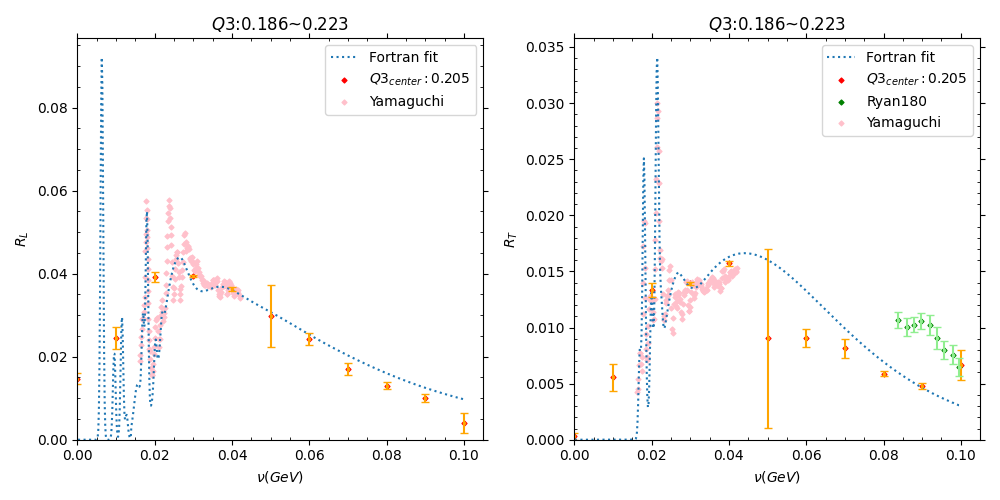 Q3:0.186~0.223
Fortran fit
Q3center:0.205
Yamaguchi
0.08
0.06
0.04
0.02
0.00
RL
0.00 0.02 0.04 0.06 0.08 0.10
ν(GeV)
Q3:0.186~0.223
Fortran fit
Q3center:0.205
Ryan180
Yamaguchi
0.035
0.030
0.025
0.020
0.015
0.010
0.005
0.000
RT
0.00 0.02 0.04 0.06 0.08 0.10
ν(GeV)